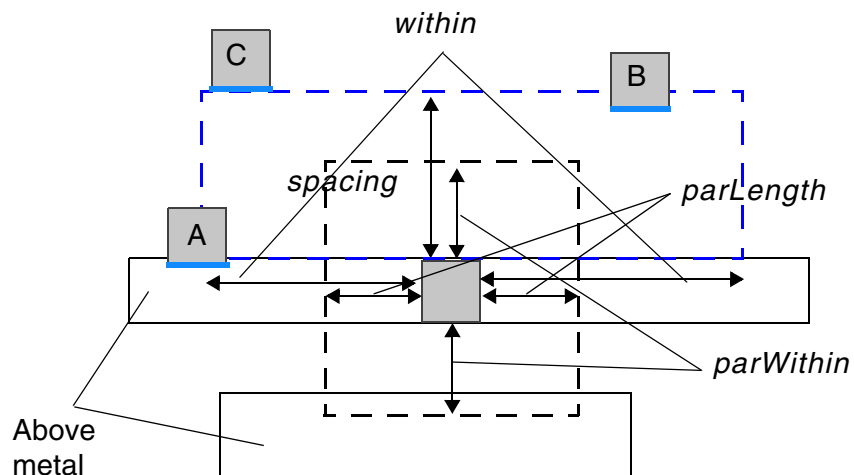 within
C
B
spacing
parLength
A
parWithin
Above
metal